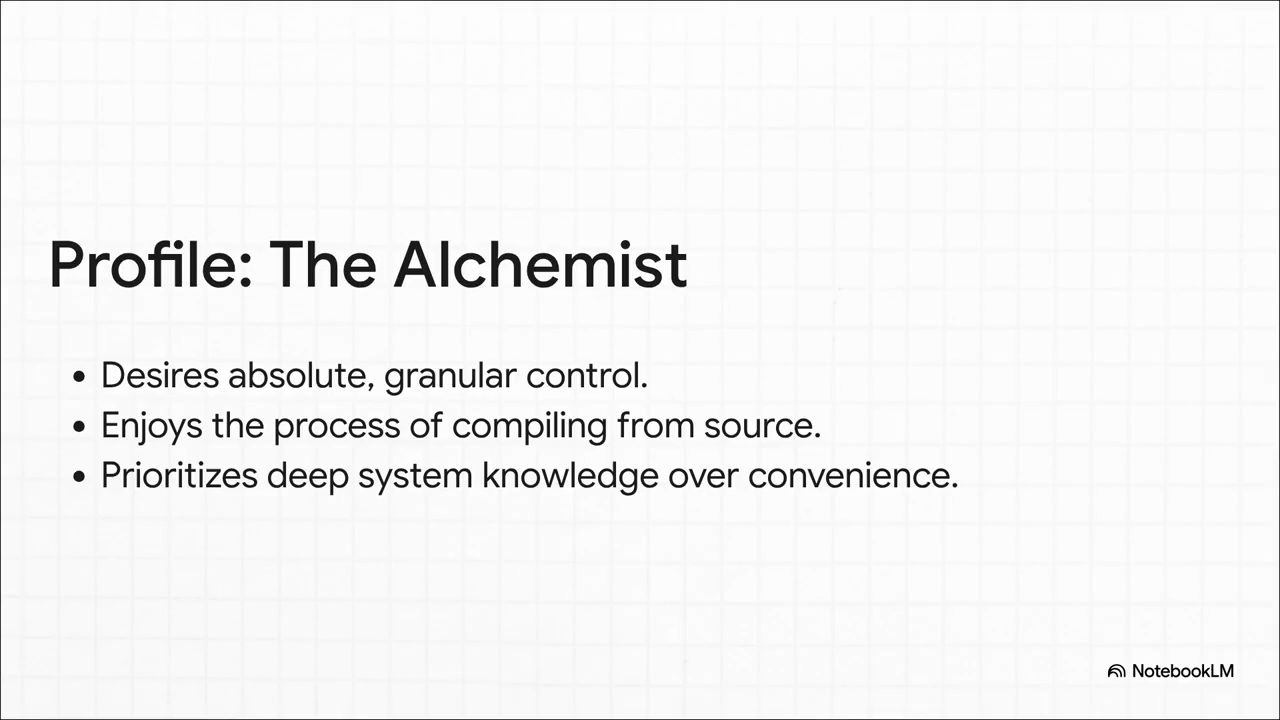 Profile: The Alchemist
• Desires absolute, granular control.
• Enjoys the process of compiling from source.
• Prioritizes deep system knowledge over convenience.
NotebookLM